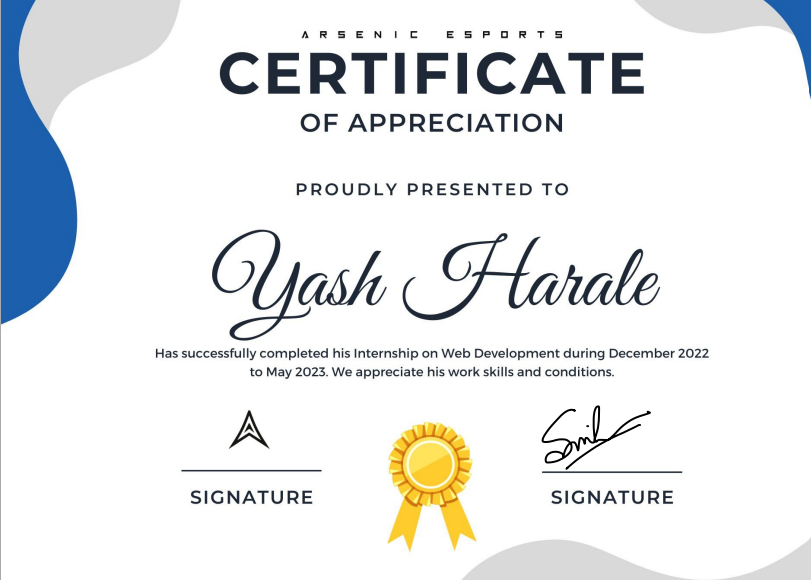 ARSENIC ESPORTS
CERTIFICATE
OF APPRECIATION
PROUDLY PRESENTED TO
Yash Harale
Has successfully completed his Internship on Web Development during December 2022
to May 2023. We appreciate his work skills and conditions.
SIGNATURE
SIGNATURE